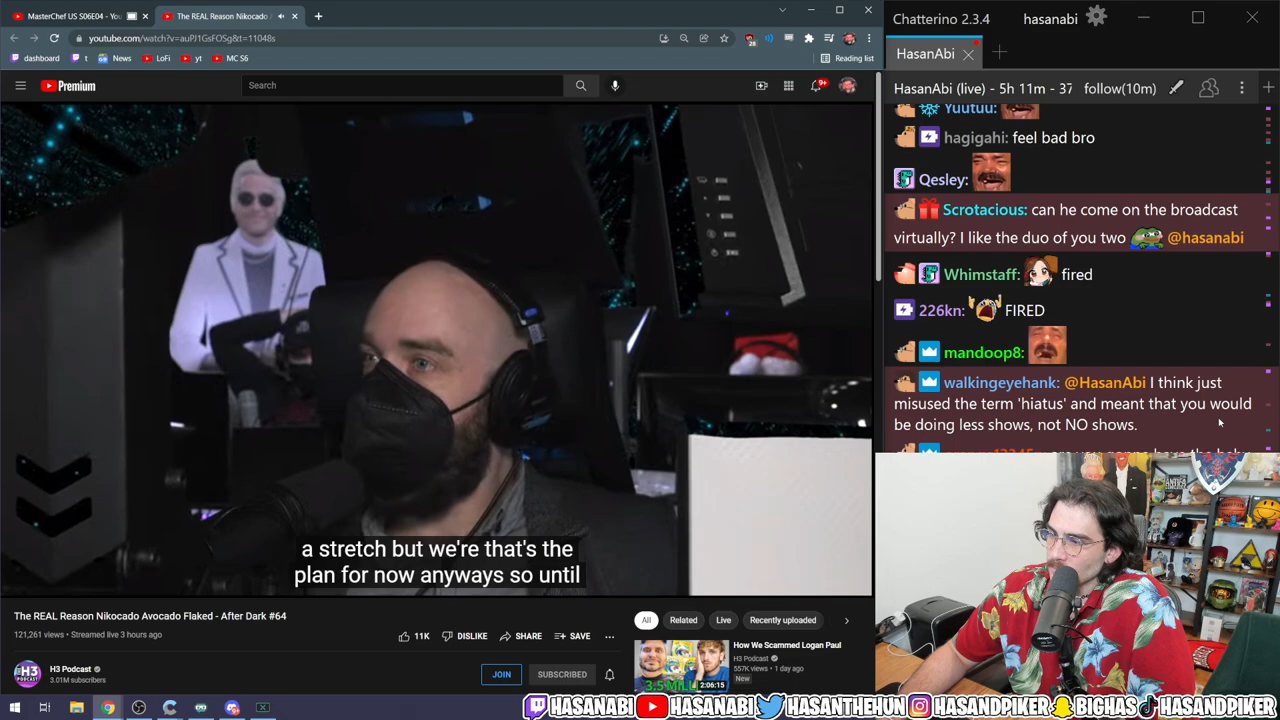 MasterChef US S06E04 - Yo
The REAL Reason Nikocado A
youtube.com/watch?v=auPJ1GsFOSg&t=11048s
28
dashboard
t
News
LoFi
yt
MC S6
Reading list
Premium
Search
9+
a stretch but we're that's the
plan for now anyways so until
The REAL Reason Nikocado Avocado Flaked - After Dark #64
121,261 views • Streamed live 3 hours ago
11K
DISLIKE
SHARE
SAVE
H3 Podcast
3.01M subscribers
JOIN
SUBSCRIBED
All
Related
Live
Recently uploaded
How We Scammed Logan Paul
H3 Podcast
557K views • 1 day ago
New
3.5 MILL
2:06:15
Chatterino 2.3.4
hasanabi
HasanAbi
HasanAbi (live) - 5h 11m - 37
follow(10m)
Yuutuu:
hagigahi: feel bad bro
Qesley:
Scrotacious: can he come on the broadcast
virtually? I like the duo of you two @hasanabi
Whimstaff: fired
226kn: FIRED
mandoop8:
walkingeyehank: @HasanAbi I think just
misused the term 'hiatus' and meant that you would
be doing less shows, not NO shows.
HASANABI
HASANABI
HASANTHEHUN
HASANDPIKER
BIGHAS
HASANDPIKER